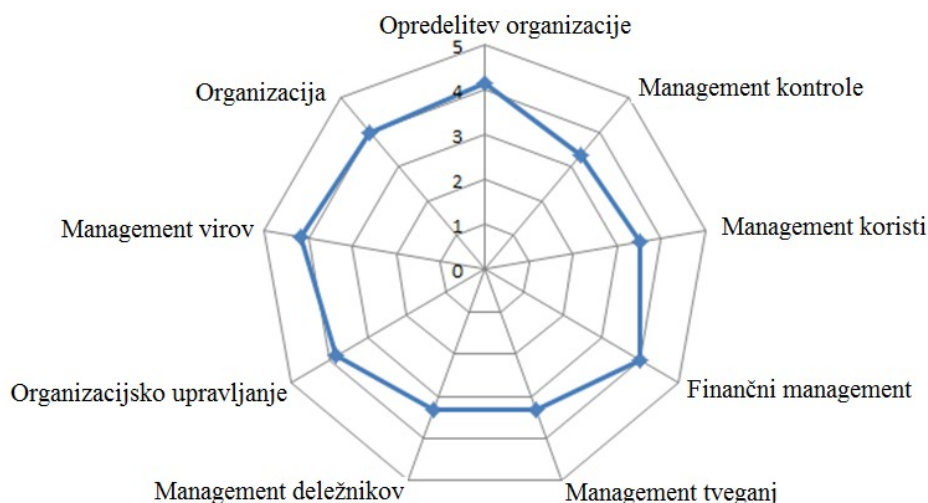 Opredelitev organizacije
5
Organizacija
Management kontrole
4
3
2
Management virov
Management koristi
1
0
Organizacijsko upravljanje
Finančni management
Management deležnikov
Management tveganj